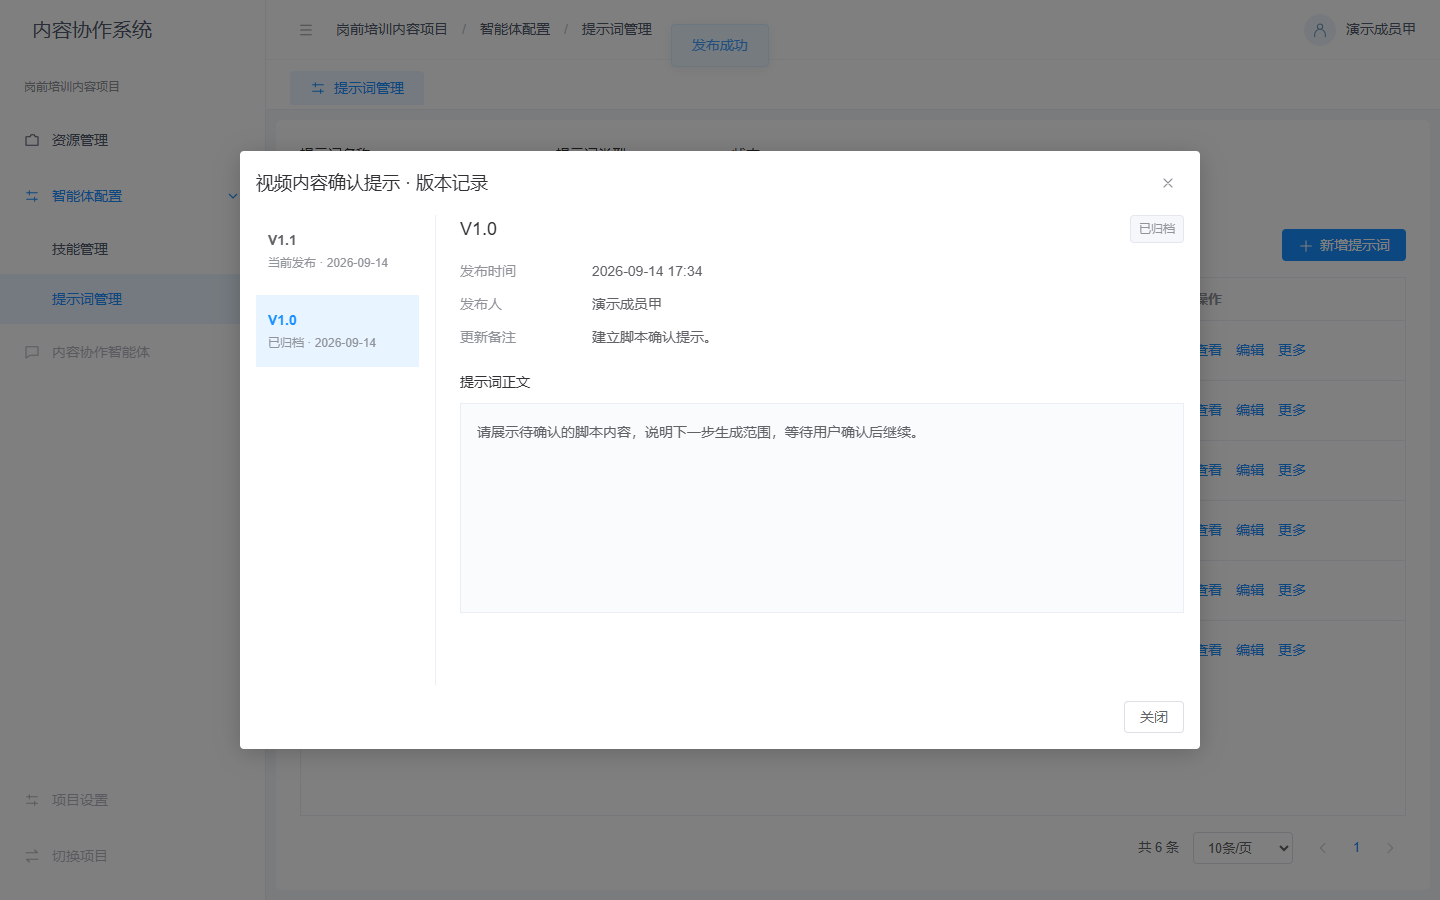 内容协作系统
岗前培训内容项目 / 智能体配置 / 提示词管理
发布成功
演示成员甲
岗前培训内容项目
提示词管理
资源管理
智能体配置
技能管理
提示词管理
内容协作智能体
项目设置
切换项目
新增提示词
操作
查看 编辑 更多
查看 编辑 更多
查看 编辑 更多
查看 编辑 更多
查看 编辑 更多
查看 编辑 更多
共 6 条
10条/页
1
视频内容确认提示 · 版本记录
V1.1
当前发布 · 2026-09-14
V1.0
已归档 · 2026-09-14
V1.0
已归档
发布时间 2026-09-14 17:34
发布人 演示成员甲
更新备注 建立脚本确认提示。
提示词正文
请展示待确认的脚本内容，说明下一步生成范围，等待用户确认后继续。
关闭